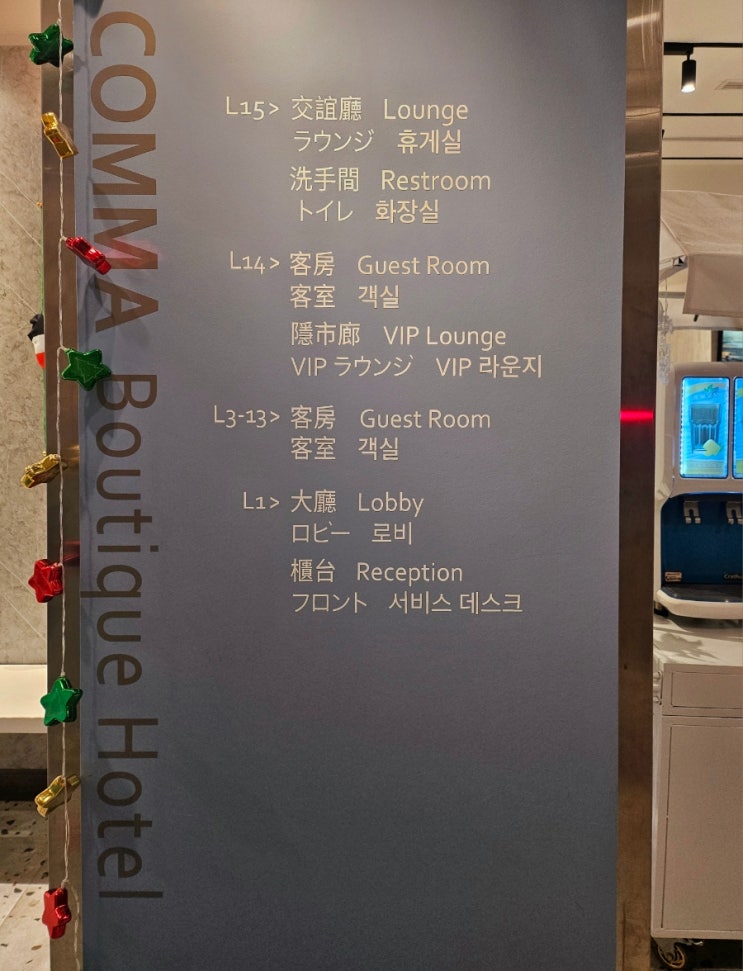 COMMA Boutique Hotel
L15> 交誼廳 Lounge
ラウンジ 휴게실
洗手間 Restroom
トイレ 화장실
L14> 客房 Guest Room
客室 객실
隱市廊 VIP Lounge
VIP ラウンジ VIP 라운지
L3-13> 客房 Guest Room
客室 객실
L1> 大廳 Lobby
ロビー 로비
櫃台 Reception
フロント 서비스 데스크